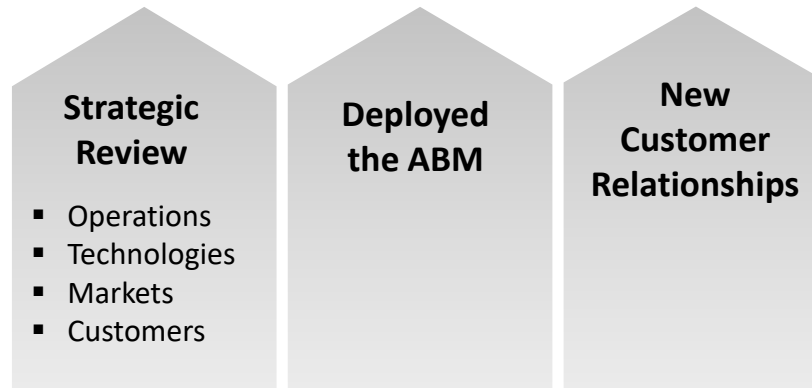 Strategic
Review
▪ Operations
▪ Technologies
▪ Markets
▪ Customers
Deployed
the ABM
New
Customer
Relationships